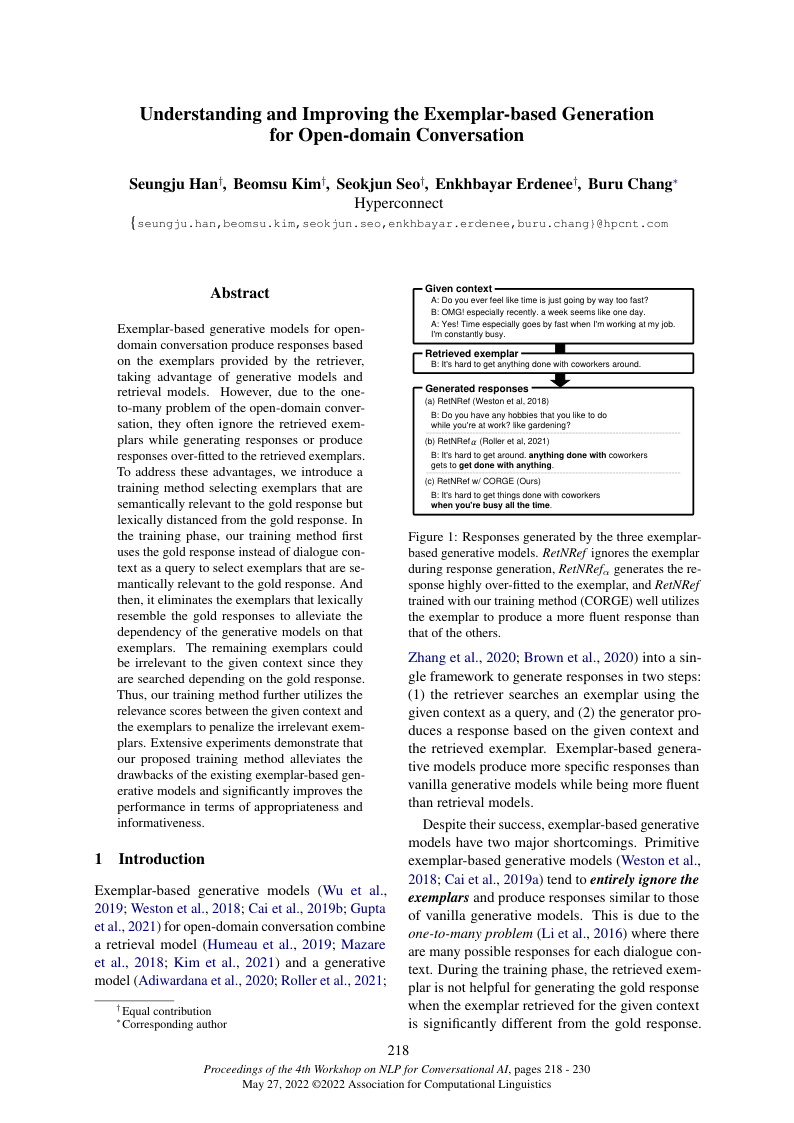 Understanding and Improving the Exemplar-based Generation
for Open-domain Conversation
Seungju Han†, Beomsu Kim†, Seokjun Seo†, Enkhbayar Erdenee†, Buru Chang∗
Hyperconnect
{seungju.han,beomsu.kim,seokjun.seo,enkhbayar.erdenee,buru.chang}@hpcnt.com
Abstract
Exemplar-based generative models for open-
domain conversation produce responses based
on the exemplars provided by the retriever,
taking advantage of generative models and
retrieval models. However, due to the one-
to-many problem of the open-domain conver-
sation, they often ignore the retrieved exem-
plars while generating responses or produce
responses over-fitted to the retrieved exemplars.
To address these advantages, we introduce a
training method selecting exemplars that are
semantically relevant to the gold response but
lexically distanced from the gold response. In
the training phase, our training method first
uses the gold response instead of dialogue con-
text as a query to select exemplars that are se-
mantically relevant to the gold response. And
then, it eliminates the exemplars that lexically
resemble the gold responses to alleviate the
dependency of the generative models on that
exemplars. The remaining exemplars could
be irrelevant to the given context since they
are searched depending on the gold response.
Thus, our training method further utilizes the
relevance scores between the given context and
the exemplars to penalize the irrelevant exem-
plars. Extensive experiments demonstrate that
our proposed training method alleviates the
drawbacks of the existing exemplar-based gen-
erative models and significantly improves the
performance in terms of appropriateness and
informativeness.
1 Introduction
Exemplar-based generative models (Wu et al.,
2019; Weston et al., 2018; Cai et al., 2019b; Gupta
et al., 2021) for open-domain conversation combine
a retrieval model (Humeau et al., 2019; Mazare
et al., 2018; Kim et al., 2021) and a generative
model (Adiwardana et al., 2020; Roller et al., 2021;
†Equal contribution
∗Corresponding author
Given context
A: Do you ever feel like time is just going by way too fast?
B: OMG! especially recently. a week seems like one day.
A: Yes! Time especially goes by fast when I'm working at my job.
I'm constantly busy.
Retrieved exemplar
B: It's hard to get anything done with coworkers around.
Generated responses
(a) RetNRef (Weston et al, 2018)
B: Do you have any hobbies that you like to do
while you're at work? like gardening?
(b) RetNRefα (Roller et al, 2021)
B: It's hard to get around. anything done with coworkers
gets to get done with anything.
(c) RetNRef w/ CORGE (Ours)
B: It's hard to get things done with coworkers
when you're busy all the time.
Figure 1: Responses generated by the three exemplar-
based generative models. RetNRef ignores the exemplar
during response generation, RetNRefα generates the re-
sponse highly over-fitted to the exemplar, and RetNRef
trained with our training method (CORGE) well utilizes
the exemplar to produce a more fluent response than
that of the others.
Zhang et al., 2020; Brown et al., 2020) into a sin-
gle framework to generate responses in two steps:
(1) the retriever searches an exemplar using the
given context as a query, and (2) the generator pro-
duces a response based on the given context and
the retrieved exemplar. Exemplar-based genera-
tive models produce more specific responses than
vanilla generative models while being more fluent
than retrieval models.
Despite their success, exemplar-based generative
models have two major shortcomings. Primitive
exemplar-based generative models (Weston et al.,
2018; Cai et al., 2019a) tend to entirely ignore the
exemplars and produce responses similar to those
of vanilla generative models. This is due to the
one-to-many problem (Li et al., 2016) where there
are many possible responses for each dialogue con-
text. During the training phase, the retrieved exem-
plar is not helpful for generating the gold response
when the exemplar retrieved for the given context
is significantly different from the gold response.
218
Proceedings of the 4th Workshop on NLP for Conversational AI, pages 218 - 230
May 27, 2022 ©2022 Association for Computational Linguistics